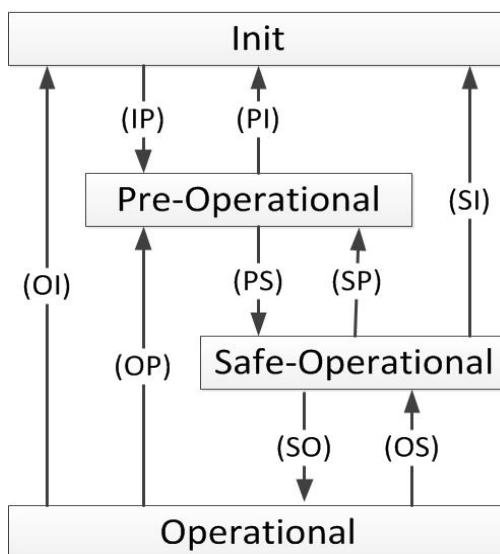 Init
(IP)
(PI)
Pre-Operational
(SI)
(OI)
(PS)
(SP)
(OP)
Safe-Operational
(SO)
(OS)
Operational